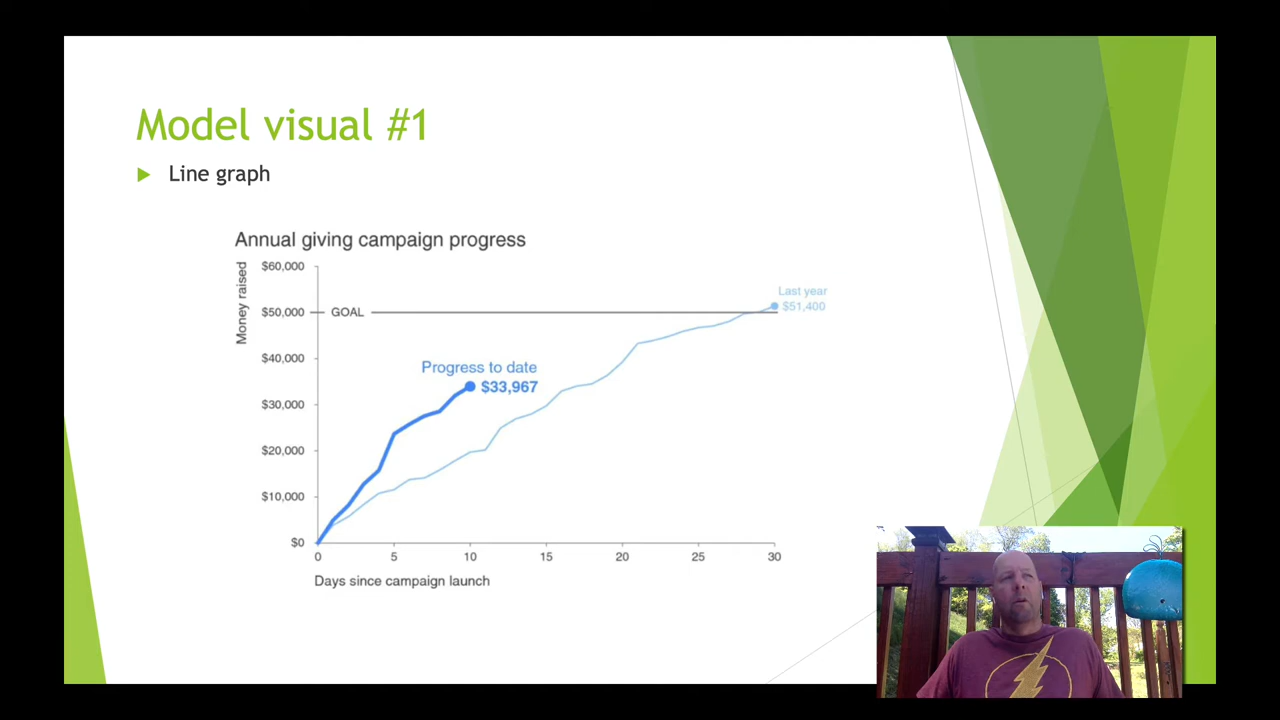 Model visual #1
Line graph
Annual giving campaign progress
Money raised
$60,000
$50,000
$40,000
$30,000
$20,000
$10,000
$0
GOAL
Last year
$51,400
Progress to date
$33,967
0 5 10 15 20 25 30
Days since campaign launch